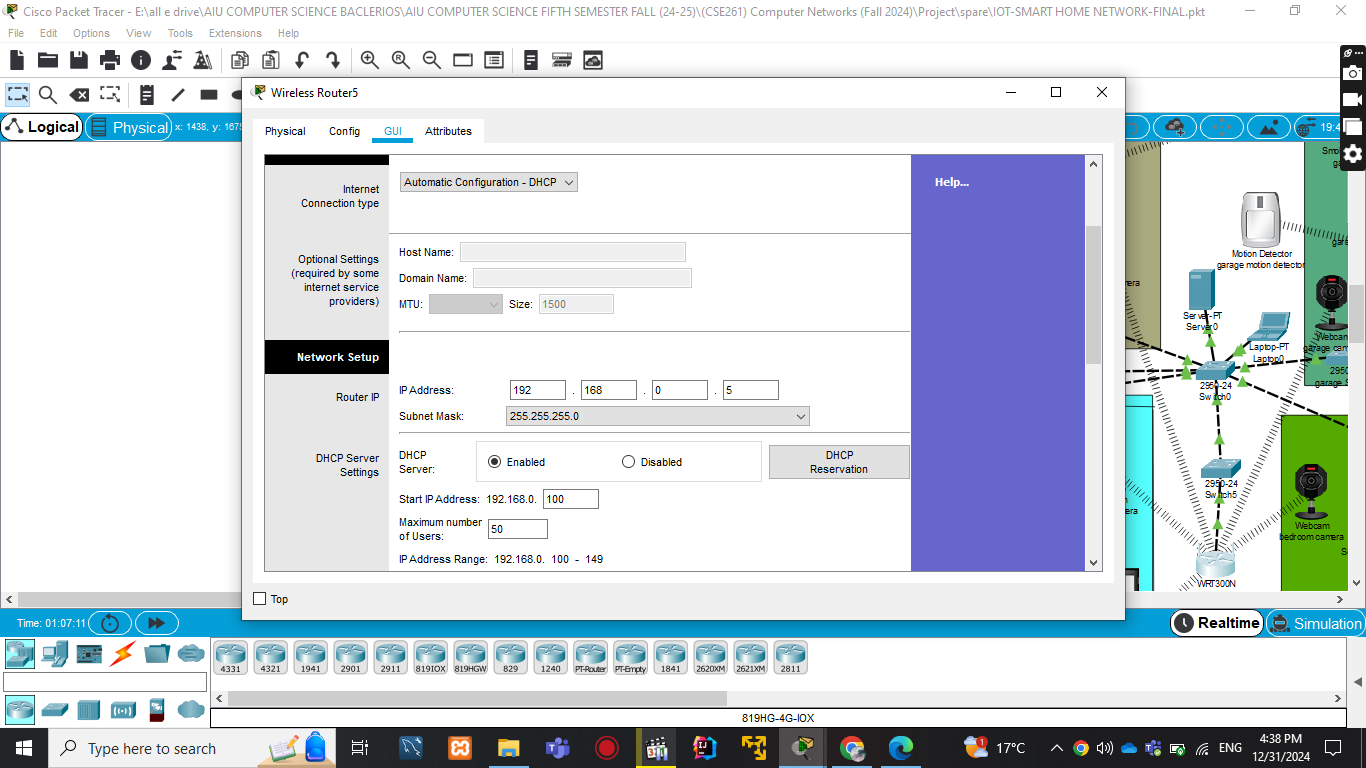 Cisco Packet Tracer - E:\all e drive\AIU COMPUTER SCIENCE BACLERIOS\AIU COMPUTER SCIENCE FIFTH SEMESTER FALL (24-25)\(CSE261) Computer Networks (Fall 2024)\Project\spare\IOT-SMART HOME NETWORK-FINAL.pkt
File Edit Options View Tools Extensions Help
Wireless Router5
Logical
Physical
x: 1438, y: 1675
Physical Config GUI Attributes
Internet
Connection type
Automatic Configuration - DHCP
Help...
Optional Settings
(required by some
internet service
providers)
Host Name:
Domain Name:
MTU:
Size: 1500
Network Setup
Router IP
IP Address: 192 . 168 . 0 . 5
Subnet Mask: 255.255.255.0
DHCP Server
Settings
DHCP
Server:
Enabled
Disabled
DHCP
Reservation
Start IP Address: 192.168.0. 100
Maximum number
of Users: 50
IP Address Range: 192.168.0. 100 - 149
Top
19:4
Motion Detector
garage motion detector
Server-PT
Server0
Laptop-PT
Laptop0
Webcam
garage cam
2950-24
Switch0
2950-24
Switch5
Webcam
bedroom camera
WRT300N
Time: 01:07:11
Realtime
Simulation
4331 4321 1941 2901 2911 819IOX 819HGW 829 1240 PT-Router PT-Empty 1841 2620XM 2621XM 2811
819HG-4G-IOX
Type here to search
1
17°C
ENG
4:38 PM
12/31/2024